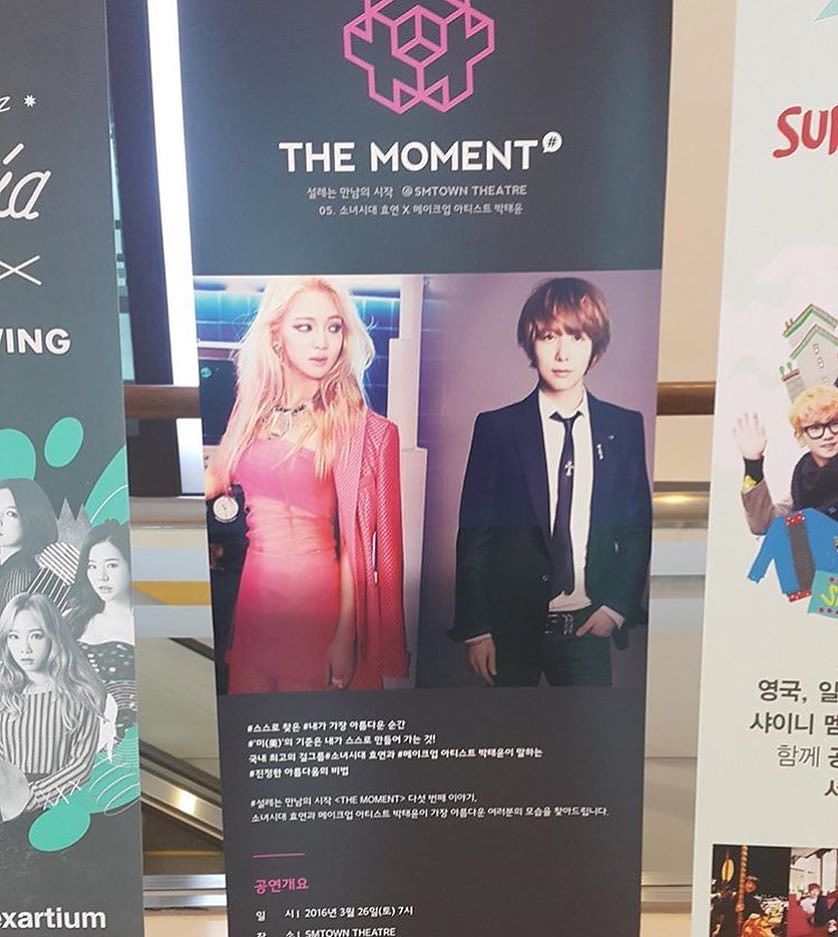 THE MOMENT#
설레는 만남의 시작 @SMTOWN THEATRE
05. 소녀시대 효연 X 메이크업 아티스트 박태윤
#스스로 찾은 #내가 가장 아름다운 순간
#'미(美)'의 기준은 내가 스스로 만들어 가는 것!
국내 최고의 걸그룹#소녀시대 효연과 #메이크업 아티스트 박태윤이 말하는
#진정한 아름다움의 비법
#설레는 만남의 시작 <THE MOMENT> 다섯 번째 이야기,
소녀시대 효연과 메이크업 아티스트 박태윤이 가장 아름다운 여러분의 모습을 찾아드립니다.
공연개요
일 시 | 2016년 3월 26일(토) 7시
장 소 | SMTOWN THEATRE
ia
X
WING
exartium
SU
영국, 일
샤이니 멤
함께 공